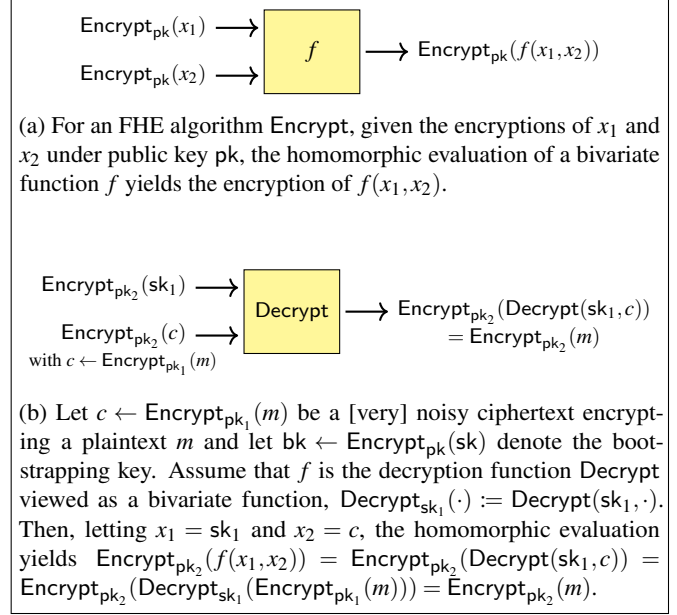 Encrypt_pk(x_1)
f
Encrypt_pk(f(x_1, x_2))
Encrypt_pk(x_2)
(a) For an FHE algorithm Encrypt, given the encryptions of x_1 and
x_2 under public key pk, the homomorphic evaluation of a bivariate
function f yields the encryption of f(x_1, x_2).
Encrypt_pk_2(sk_1)
Decrypt
Encrypt_pk_2(Decrypt(sk_1, c))
= Encrypt_pk_2(m)
Encrypt_pk_2(c)
with c ← Encrypt_pk_1(m)
(b) Let c ← Encrypt_pk_1(m) be a [very] noisy ciphertext encrypt-
ing a plaintext m and let bk ← Encrypt_pk(sk) denote the boot-
strapping key. Assume that f is the decryption function Decrypt
viewed as a bivariate function, Decrypt_sk_1(·) := Decrypt(sk_1, ·).
Then, letting x_1 = sk_1 and x_2 = c, the homomorphic evaluation
yields Encrypt_pk_2(f(x_1, x_2)) = Encrypt_pk_2(Decrypt(sk_1, c)) =
Encrypt_pk_2(Decrypt_sk_1(Encrypt_pk_1(m))) = Encrypt_pk_2(m).